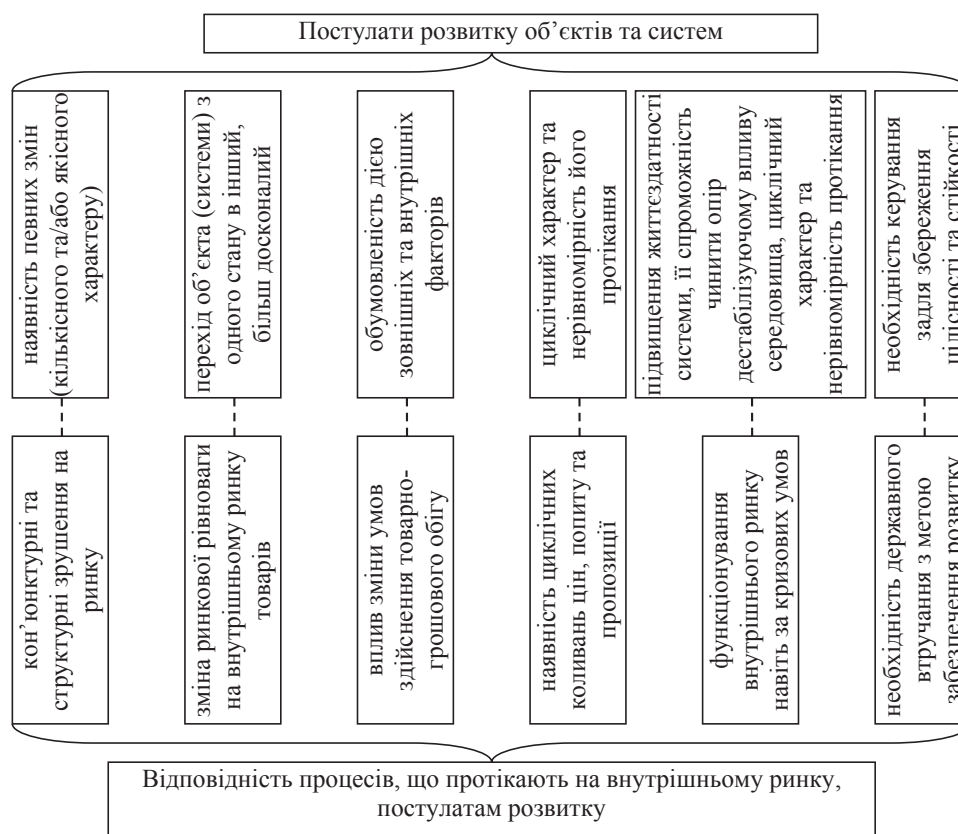 Постулати розвитку об’єктів та систем
наявність певних змін
(кількісного та/або якісного
характеру)
перехід об’єкта (системи) з
одного стану в інший,
більш досконалий
обумовленість дією
зовнішніх та внутрішніх
факторів
циклічний характер та
нерівномірність його
протікання
підвищення життєздатності
системи, її спроможність
чинити опір
дестабілізуючому впливу
середовища, циклічний
характер та
нерівномірність протікання
необхідність керування
задля збереження
цілісності та стійкості
кон’юнктурні та
структурні зрушення на
ринку
зміна ринкової рівноваги
на внутрішньому ринку
товарів
вплив зміни умов
здійснення товарно-
грошового обігу
наявність циклічних
коливань цін, попиту та
пропозиції
функціонування
внутрішнього ринку
навіть за кризових умов
необхідність державного
втручання з метою
забезпечення розвитку
Відповідність процесів, що протікають на внутрішньому ринку,
постулатам розвитку